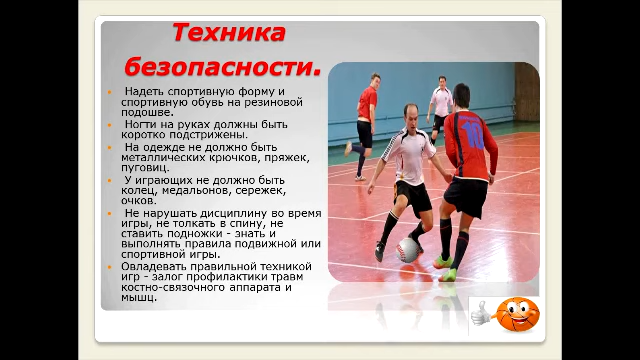 Техника
безопасности.
Надеть спортивную форму и
спортивную обувь на резиновой
подошве.
Ногти на руках должны быть
коротко подстрижены.
На одежде не должно быть
металлических крючков, пряжек,
пуговиц.
У играющих не должно быть
колец, медальонов, сережек,
очков.
Не нарушать дисциплину во время
игры, не толкать в спину, не
ставить подножки - знать и
выполнять правила подвижной или
спортивной игры.
Овладевать правильной техникой
игр - залог профилактики травм
костно-связочного аппарата и
мышц.
10